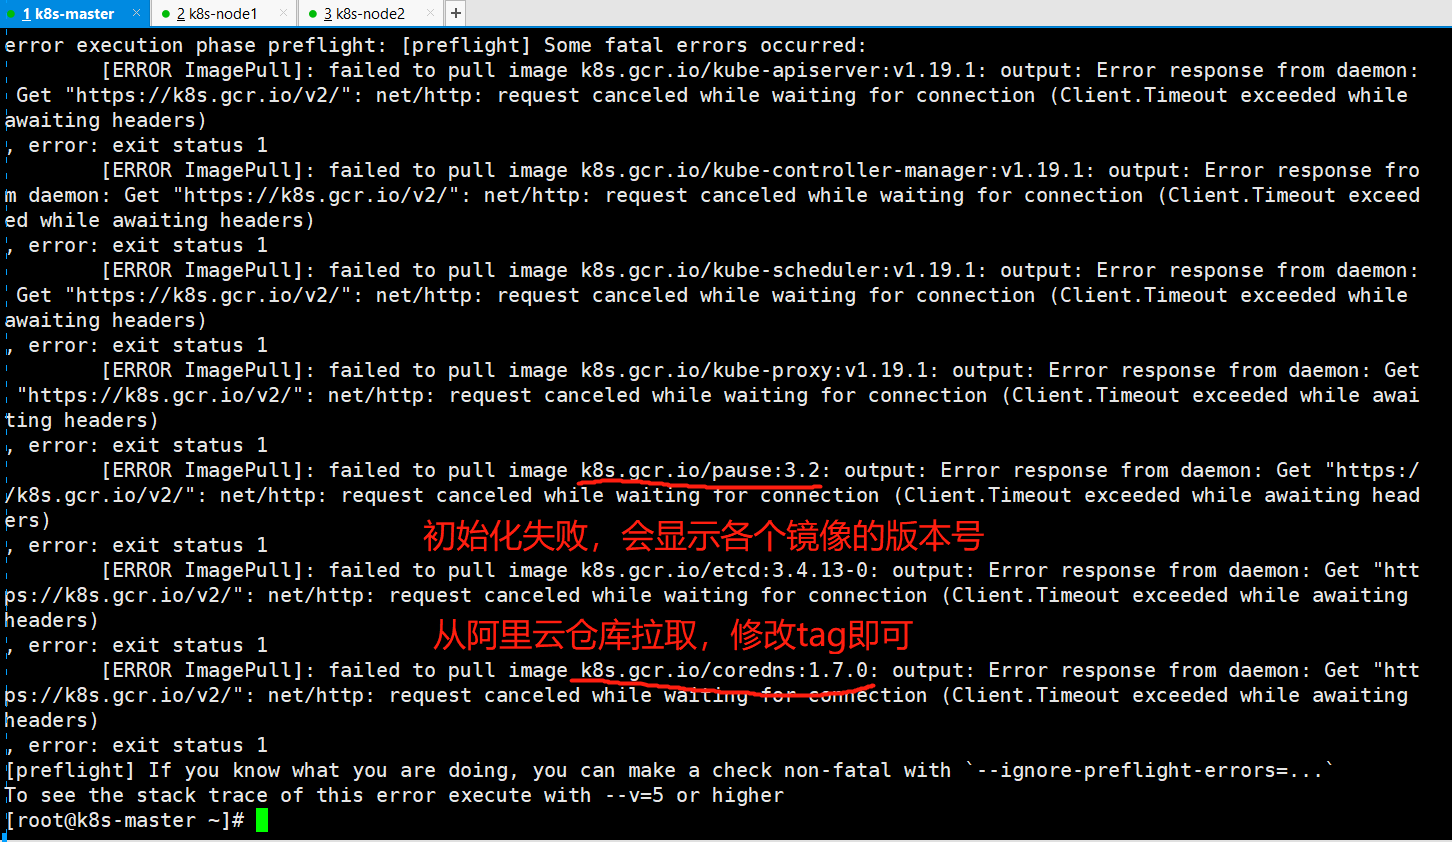 1 k8s-master × 2 k8s-node1 × 3 k8s-node2 × +
error execution phase preflight: [preflight] Some fatal errors occurred:
[ERROR ImagePull]: failed to pull image k8s.gcr.io/kube-apiserver:v1.19.1: output: Error response from daemon:
Get "https://k8s.gcr.io/v2/": net/http: request canceled while waiting for connection (Client.Timeout exceeded while
awaiting headers)
, error: exit status 1
[ERROR ImagePull]: failed to pull image k8s.gcr.io/kube-controller-manager:v1.19.1: output: Error response fro
m daemon: Get "https://k8s.gcr.io/v2/": net/http: request canceled while waiting for connection (Client.Timeout exceed
ed while awaiting headers)
, error: exit status 1
[ERROR ImagePull]: failed to pull image k8s.gcr.io/kube-scheduler:v1.19.1: output: Error response from daemon:
Get "https://k8s.gcr.io/v2/": net/http: request canceled while waiting for connection (Client.Timeout exceeded while
awaiting headers)
, error: exit status 1
[ERROR ImagePull]: failed to pull image k8s.gcr.io/kube-proxy:v1.19.1: output: Error response from daemon: Get
"https://k8s.gcr.io/v2/": net/http: request canceled while waiting for connection (Client.Timeout exceeded while awai
ting headers)
, error: exit status 1
[ERROR ImagePull]: failed to pull image k8s.gcr.io/pause:3.2: output: Error response from daemon: Get "https:/
/k8s.gcr.io/v2/": net/http: request canceled while waiting for connection (Client.Timeout exceeded while awaiting head
ers)
初始化失败，会显示各个镜像的版本号
, error: exit status 1
[ERROR ImagePull]: failed to pull image k8s.gcr.io/etcd:3.4.13-0: output: Error response from daemon: Get "htt
ps://k8s.gcr.io/v2/": net/http: request canceled while waiting for connection (Client.Timeout exceeded while awaiting
headers)
从阿里云仓库拉取，修改tag即可
, error: exit status 1
[ERROR ImagePull]: failed to pull image k8s.gcr.io/coredns:1.7.0: output: Error response from daemon: Get "htt
ps://k8s.gcr.io/v2/": net/http: request canceled while waiting for connection (Client.Timeout exceeded while awaiting
headers)
, error: exit status 1
[preflight] If you know what you are doing, you can make a check non-fatal with `--ignore-preflight-errors=...`
To see the stack trace of this error execute with --v=5 or higher
[root@k8s-master ~]#